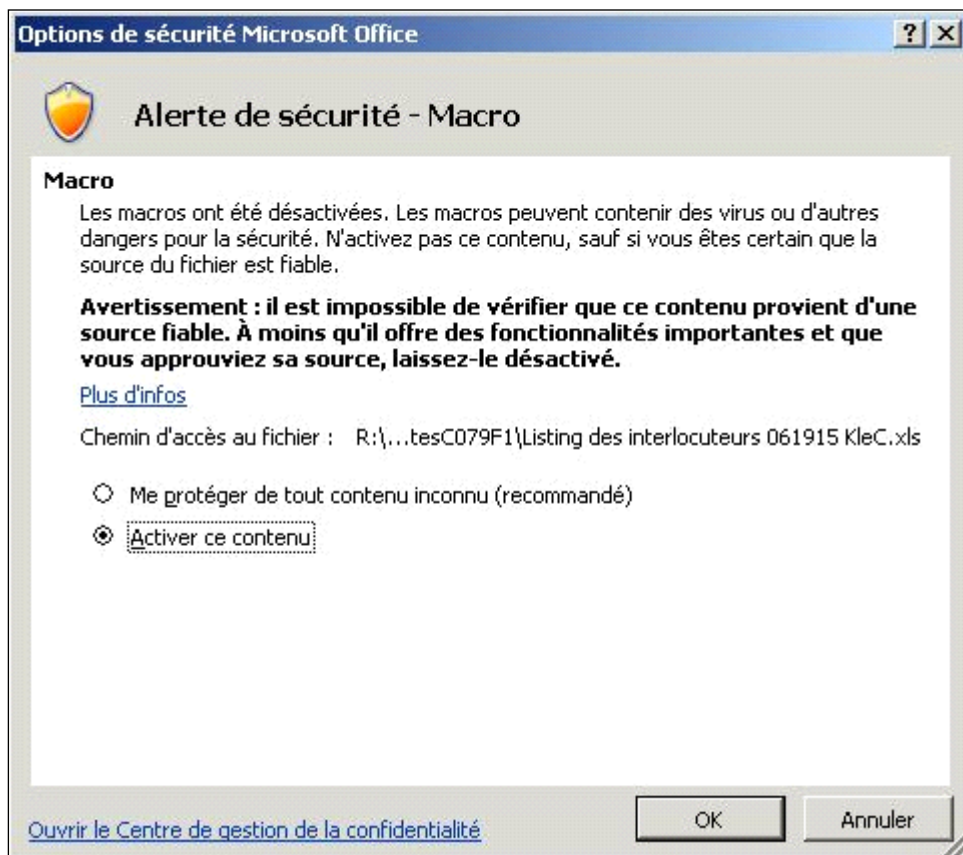 Options de sécurité Microsoft Office
Alerte de sécurité - Macro
Macro
Les macros ont été désactivées. Les macros peuvent contenir des virus ou d'autres
dangers pour la sécurité. N'activez pas ce contenu, sauf si vous êtes certain que la
source du fichier est fiable.
Avertissement : il est impossible de vérifier que ce contenu provient d'une
source fiable. À moins qu'il offre des fonctionnalités importantes et que
vous approuviez sa source, laissez-le désactivé.
Plus d'infos
Chemin d'accès au fichier : R:\...tesC079F1\Listing des interlocuteurs 061915 KleC.xls
Me protéger de tout contenu inconnu (recommandé)
Activer ce contenu
Ouvrir le Centre de gestion de la confidentialité
OK
Annuler